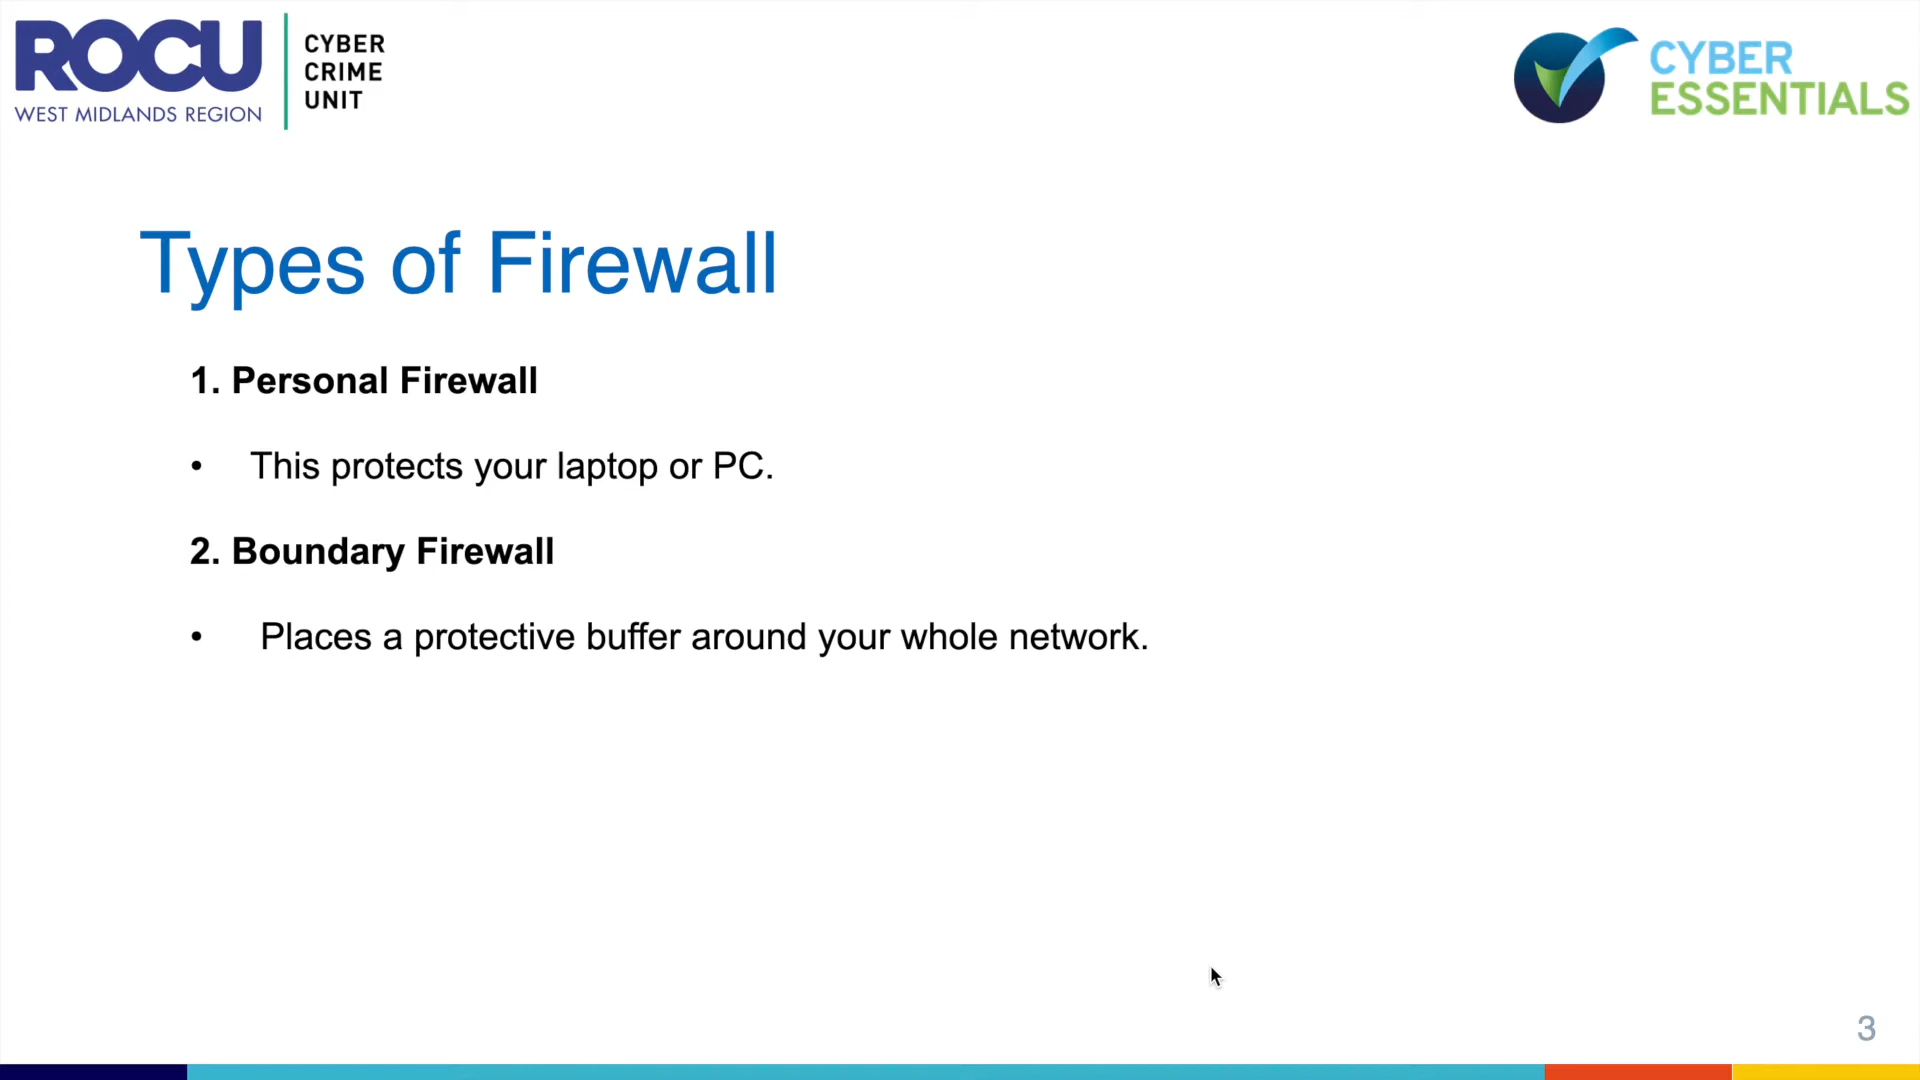 ROCU
WEST MIDLANDS REGION
CYBER
CRIME
UNIT
CYBER
ESSENTIALS
Types of Firewall
1. Personal Firewall
• This protects your laptop or PC.
2. Boundary Firewall
• Places a protective buffer around your whole network.
3